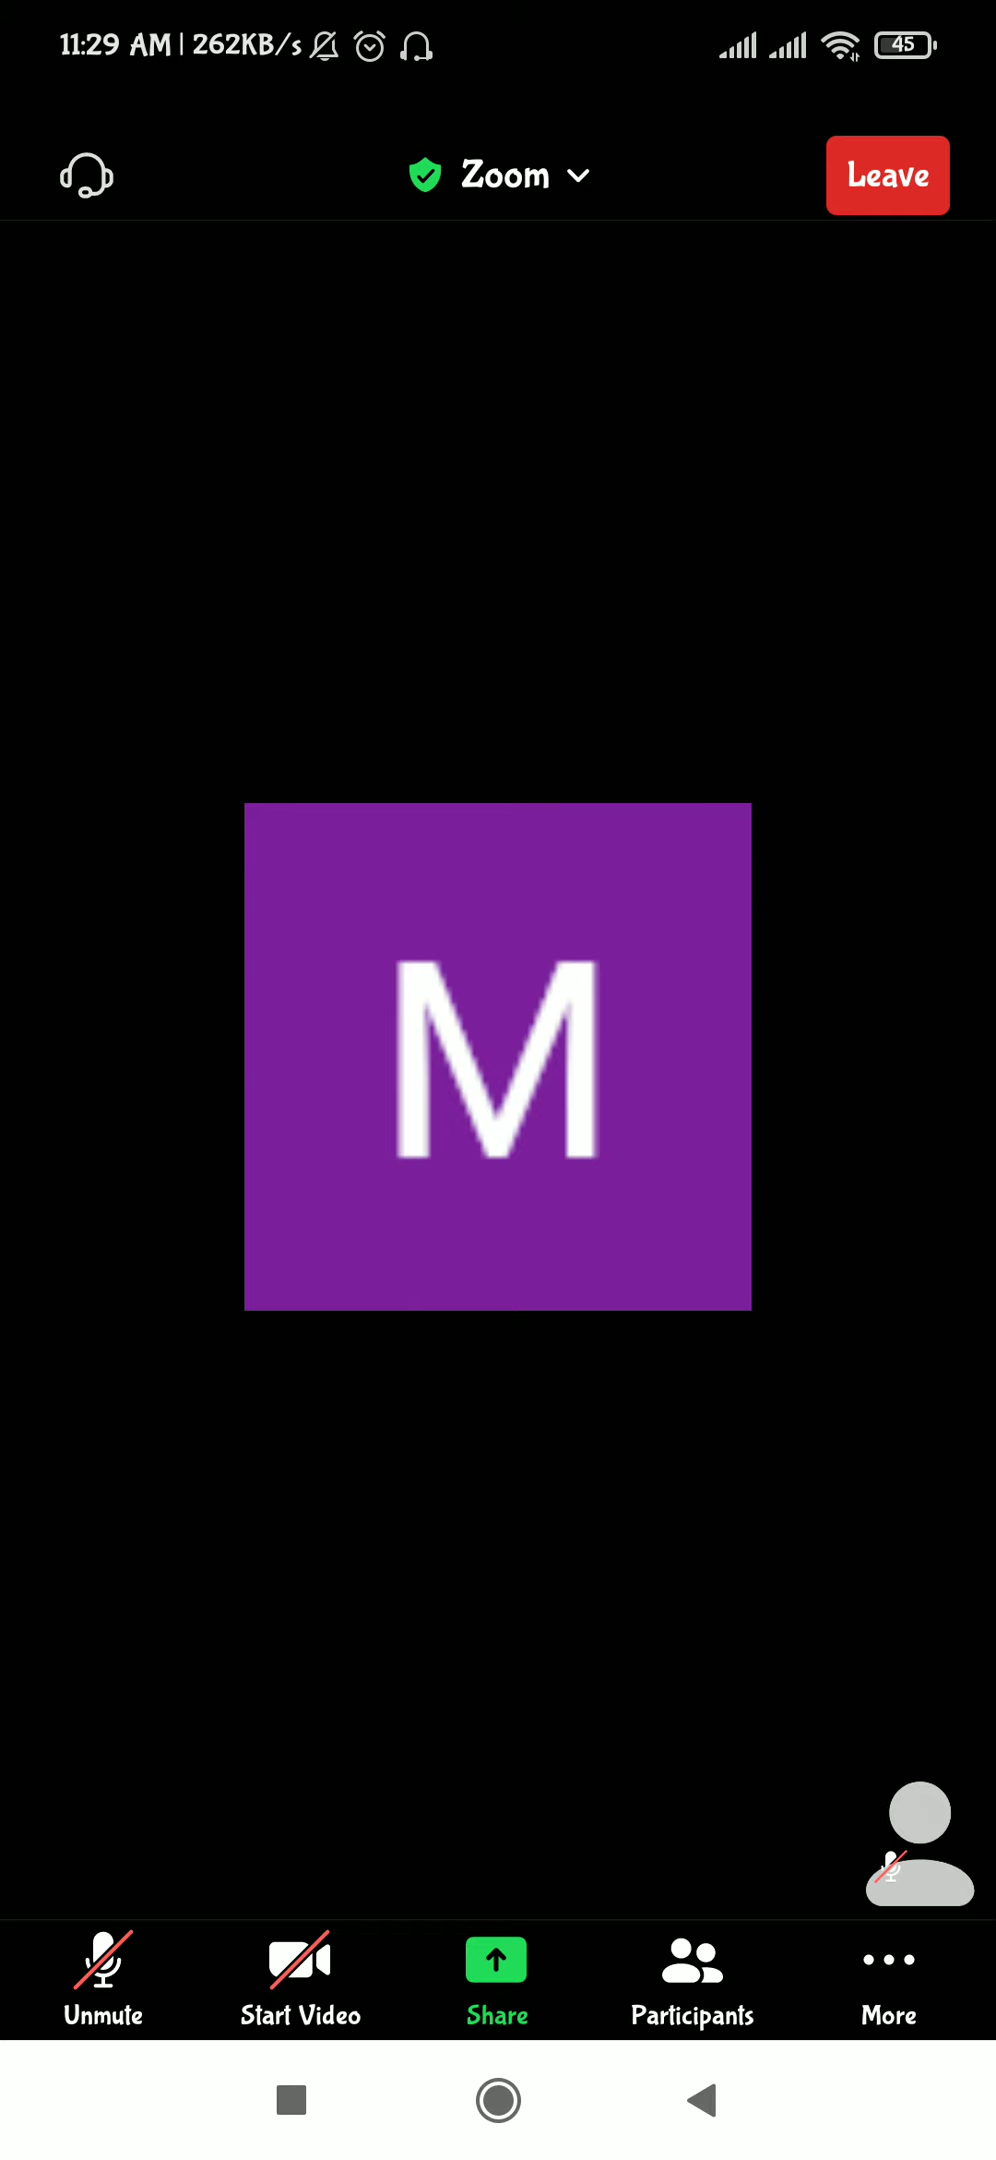 11:29 AM | 262KB/s 45
Zoom
Leave
M
Unmute Start Video Share Participants More